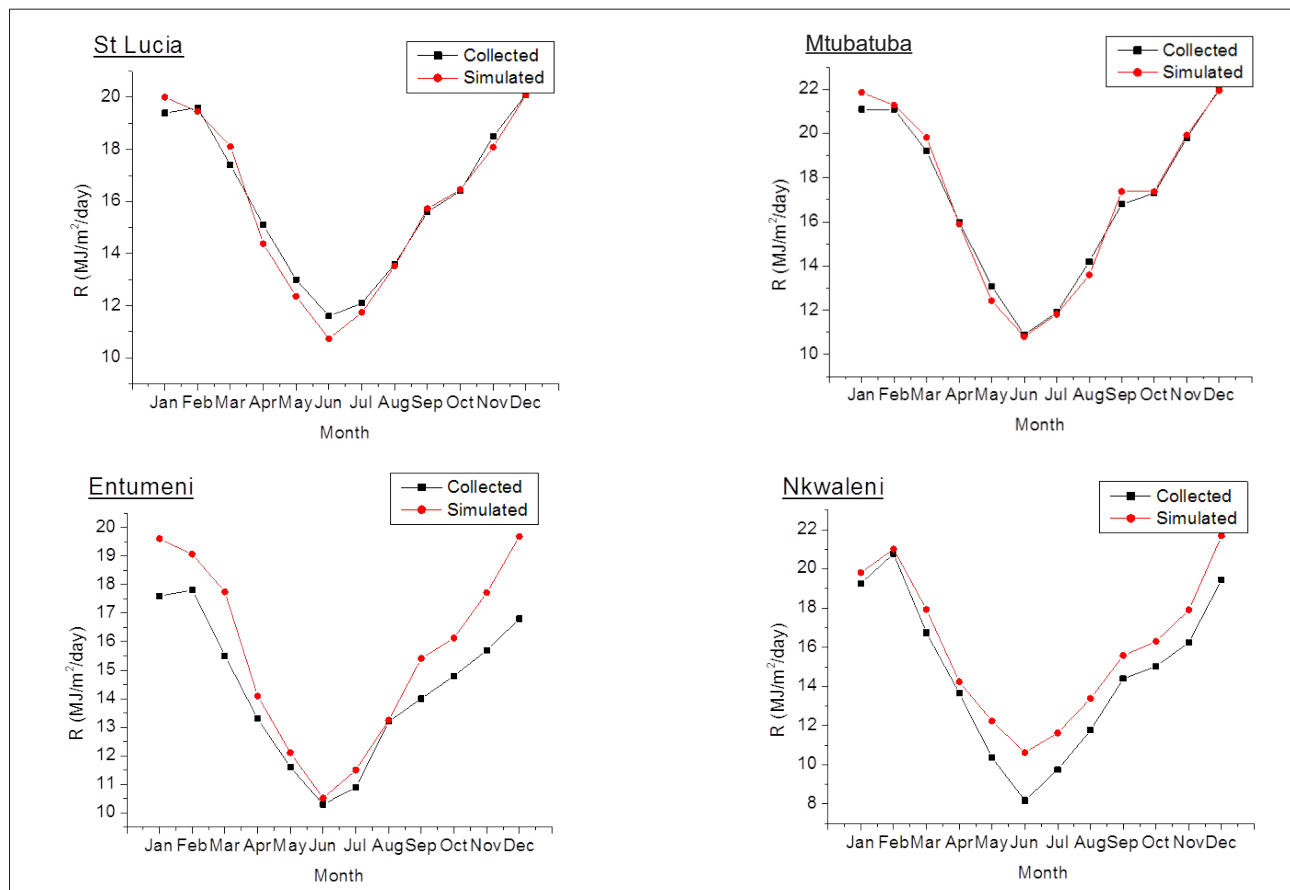 St Lucia
Collected
Simulated
R (MJ/m²/day)
20
18
16
14
12
10
Jan Feb Mar Apr May Jun Jul Aug Sep Oct Nov Dec
Month
Mtubatuba
Collected
Simulated
R (MJ/m²/day)
22
20
18
16
14
12
10
Jan Feb Mar Apr May Jun Jul Aug Sep Oct Nov Dec
Month
Entumeni
Collected
Simulated
R (MJ/m²/day)
20
19
18
17
16
15
14
13
12
11
10
Jan Feb Mar Apr May Jun Jul Aug Sep Oct Nov Dec
Month
Nkwaleni
Collected
Simulated
R (MJ/m²/day)
22
20
18
16
14
12
10
8
Jan Feb Mar Apr May Jun Jul Aug Sep Oct Nov Dec
Month